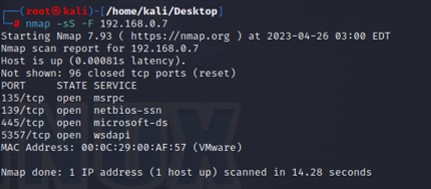 (root㉿kali)-[/home/kali/Desktop]
# nmap -sS -F 192.168.0.7
Starting Nmap 7.93 ( https://nmap.org ) at 2023-04-26 03:00 EDT
Nmap scan report for 192.168.0.7
Host is up (0.00081s latency).
Not shown: 96 closed tcp ports (reset)
PORT     STATE SERVICE
135/tcp  open  msrpc
139/tcp  open  netbios-ssn
445/tcp  open  microsoft-ds
5357/tcp open  wsdapi
MAC Address: 00:0C:29:00:AF:57 (VMware)
Nmap done: 1 IP address (1 host up) scanned in 14.28 seconds